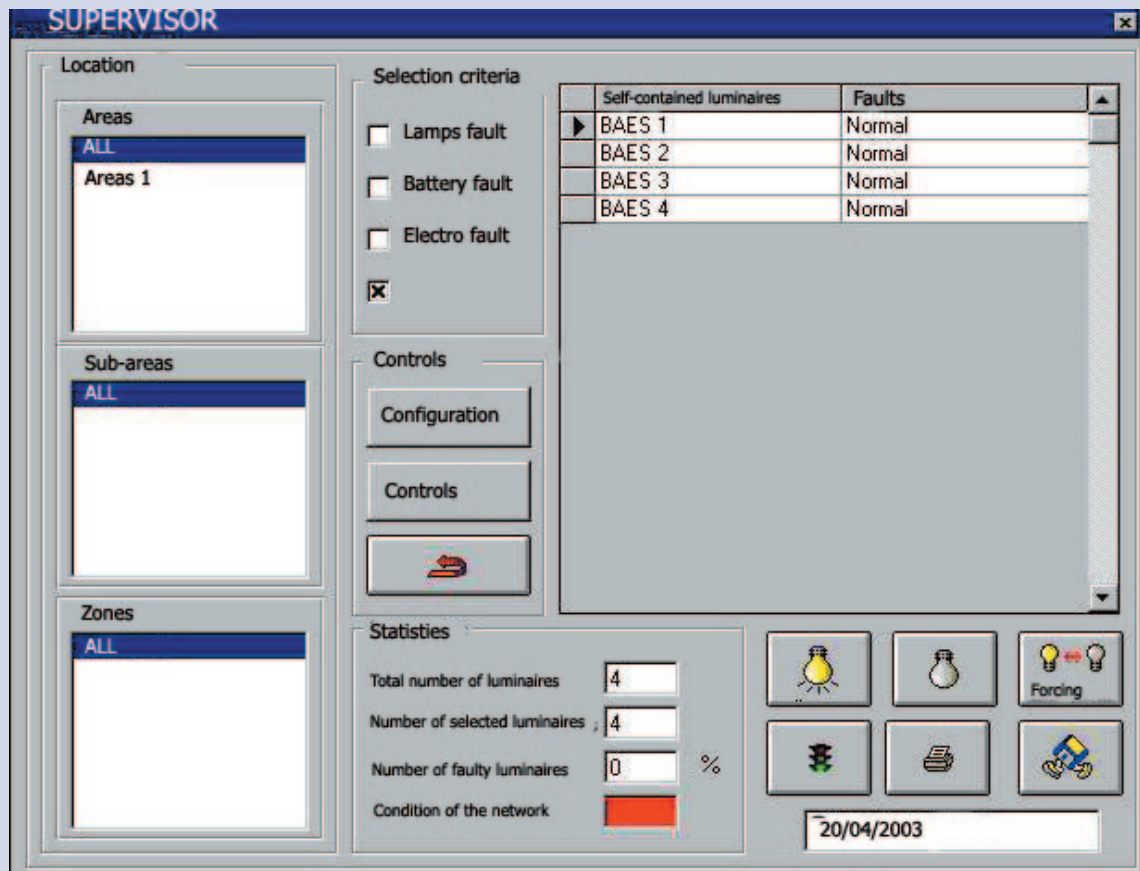 SUPERVISOR
Location
Areas
ALL
Areas 1
Sub-areas
ALL
Zones
ALL
Selection criteria
Lamps fault
Battery fault
Electro fault
Controls
Configuration
Controls
Self-contained luminaires Faults
BAES 1 Normal
BAES 2 Normal
BAES 3 Normal
BAES 4 Normal
Statisties
Total number of luminaires 4
Number of selected luminaires 4
Number of faulty luminaires 0 %
Condition of the network
Forcing
20/04/2003